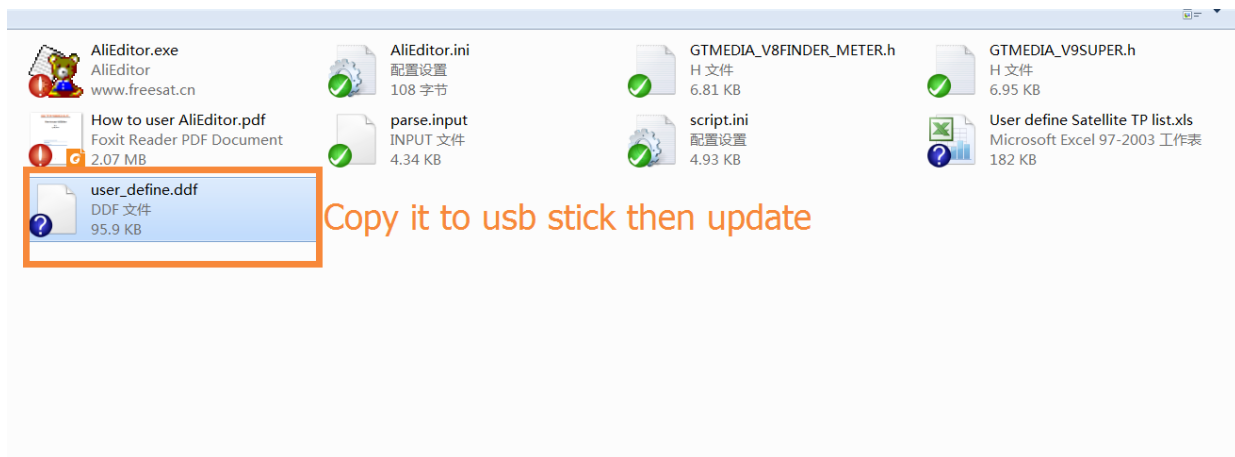 AliEditor.exe
AliEditor
www.freesat.cn
AliEditor.ini
配置设置
108 字节
GTMEDIA_V8FINDER_METER.h
H 文件
6.81 KB
GTMEDIA_V9SUPER.h
H 文件
6.95 KB
How to user AliEditor.pdf
Foxit Reader PDF Document
2.07 MB
parse.input
INPUT 文件
4.34 KB
script.ini
配置设置
4.93 KB
User define Satellite TP list.xls
Microsoft Excel 97-2003 工作表
182 KB
user_define.ddf
DDF 文件
95.9 KB
Copy it to usb stick then update